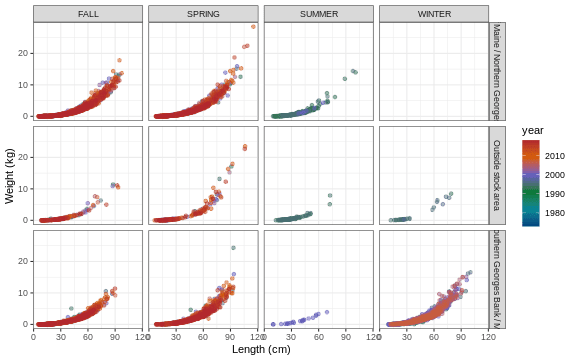 FALL SPRING SUMMER WINTER
20
10
0
Maine / Northern George
20
10
0
Outside stock area
20
10
0
outhern Georges Bank / M
0 30 60 90 120 0 30 60 90 120 0 30 60 90 120 0 30 60 90 120
Length (cm)
Weight (kg)
year
2010
2000
1990
1980